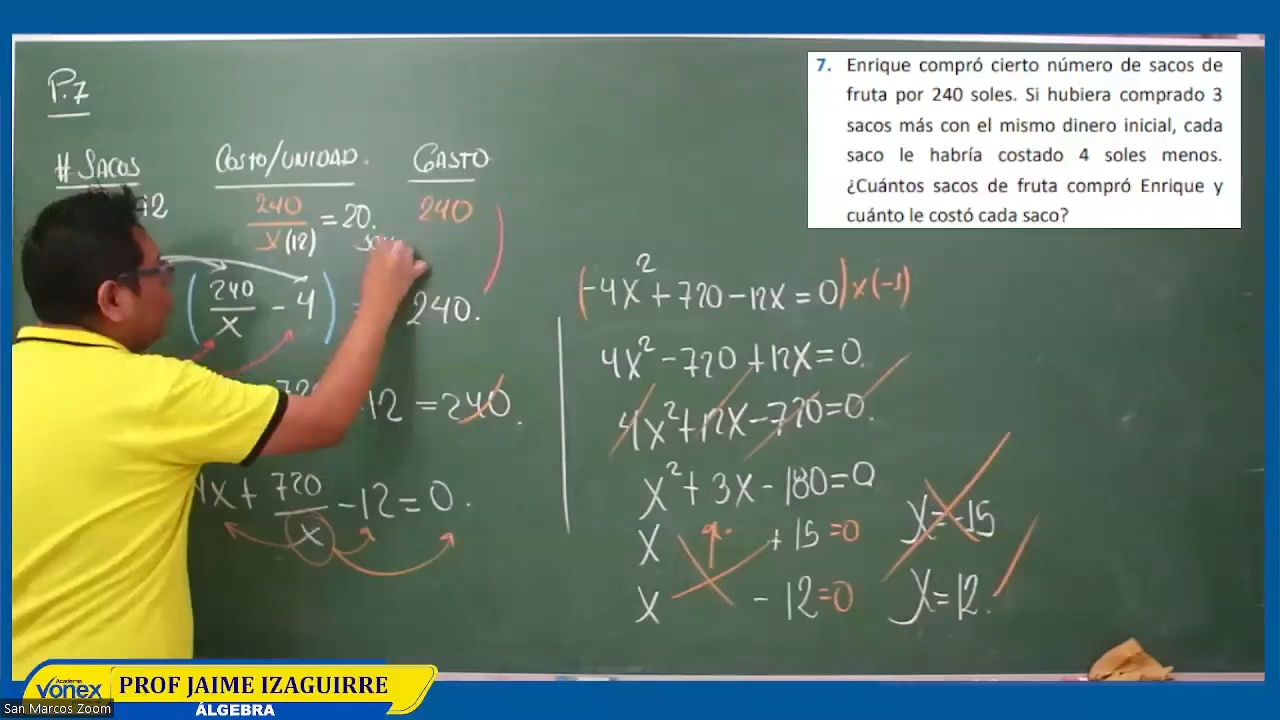 P.7
# SACOS COSTO/UNIDAD. GASTO
12 240/x(12) = 20. 240
(240/x - 4) = 240.
-12 = 240.
4x + 720/x - 12 = 0.
7. Enrique compró cierto número de sacos de
fruta por 240 soles. Si hubiera comprado 3
sacos más con el mismo dinero inicial, cada
saco le habría costado 4 soles menos.
¿Cuántos sacos de fruta compró Enrique y
cuánto le costó cada saco?
(-4x²+720-12x=0)x(-1)
4x²-720+12x=0.
4x²+12x-720=0.
x²+3x-180=0
x +15=0 x=-15
x -12=0 x=12.
Academia
VONEX
PROF JAIME IZAGUIRRE
ÁLGEBRA
San Marcos Zoom